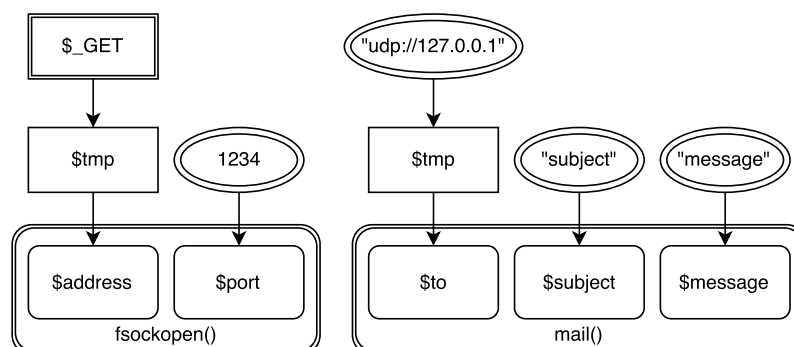 $_GET
"udp://127.0.0.1"
$tmp
1234
$tmp
"subject"
"message"
$address
$port
$to
$subject
$message
fsockopen()
mail()